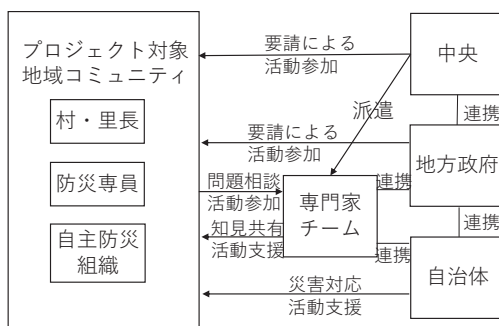 プロジェクト対象
地域コミュニティ
村・里長
防災専員
自主防災
組織
要請による
活動参加
要請による
活動参加
問題相談
活動参加
知見共有
活動支援
災害対応
活動支援
派遣
専門家
チーム
連携
連携
中央
連携
地方政府
連携
自治体